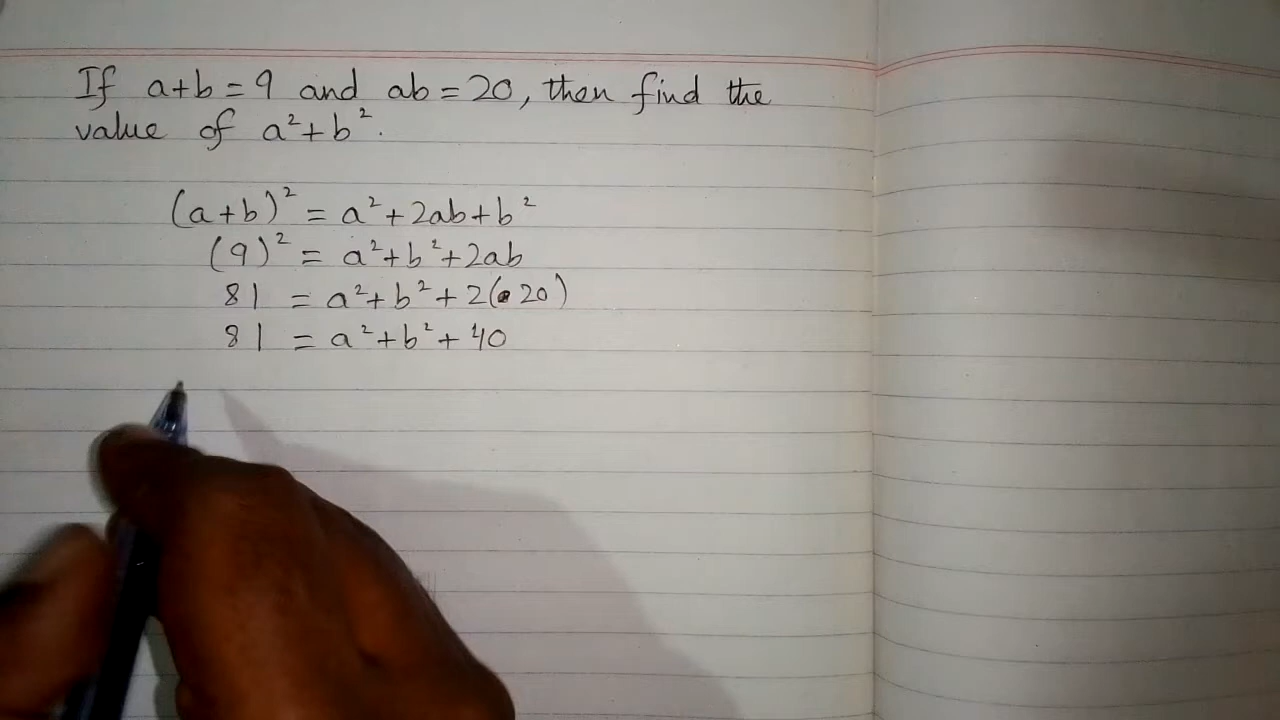 If a+b = 9 and ab = 20, then find the
value of a²+b².
(a+b)² = a²+2ab+b²
(9)² = a²+b²+2ab
81 = a²+b²+2(20)
81 = a²+b²+40